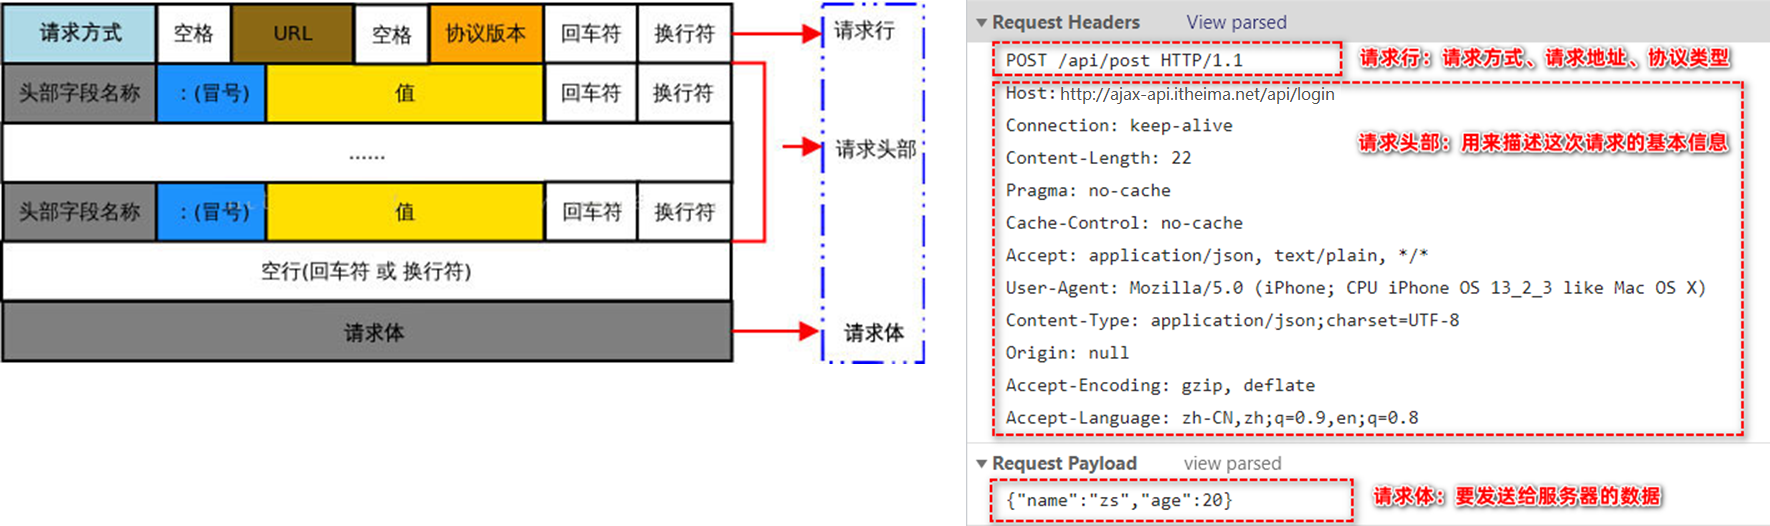 请求方式 空格 URL 空格 协议版本 回车符 换行符 请求行
头部字段名称 :(冒号) 值 回车符 换行符
...... 请求头部
头部字段名称 :(冒号) 值 回车符 换行符
空行(回车符 或 换行符)
请求体 请求体
Request Headers View parsed
POST /api/post HTTP/1.1 请求行：请求方式、请求地址、协议类型
Host: http://ajax-api.itheima.net/api/login
Connection: keep-alive
请求头部：用来描述这次请求的基本信息
Content-Length: 22
Pragma: no-cache
Cache-Control: no-cache
Accept: application/json, text/plain, */*
User-Agent: Mozilla/5.0 (iPhone; CPU iPhone OS 13_2_3 like Mac OS X)
Content-Type: application/json;charset=UTF-8
Origin: null
Accept-Encoding: gzip, deflate
Accept-Language: zh-CN,zh;q=0.9,en;q=0.8
Request Payload view parsed
{"name":"zs","age":20} 请求体：要发送给服务器的数据